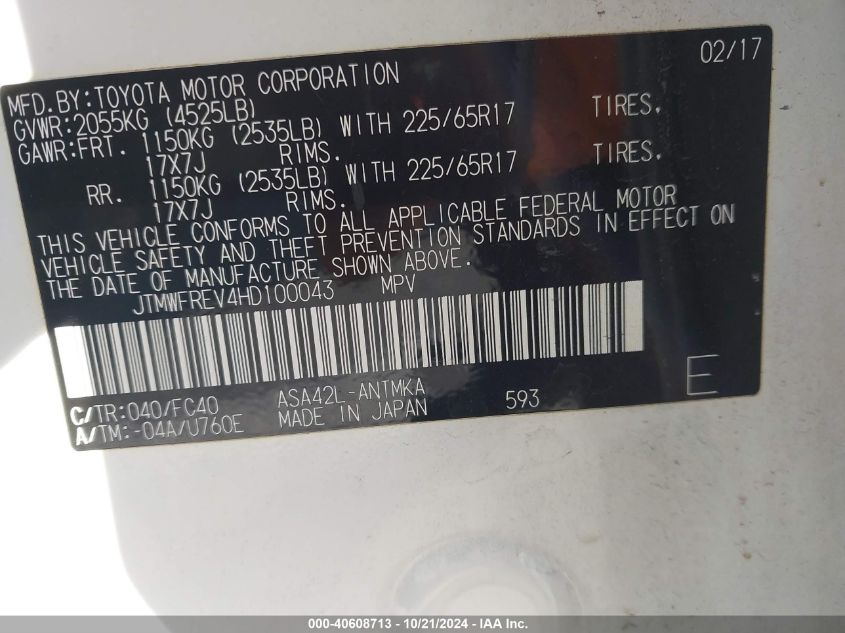 02/17
MFD.BY:TOYOTA MOTOR CORPORATION
GVWR:2055KG (4525LB)
GAWR:FRT. 1150KG (2535LB) WITH 225/65R17 TIRES.
17X7J RIMS.
RR. 1150KG (2535LB) WITH 225/65R17 TIRES.
17X7J RIMS.
THIS VEHICLE CONFORMS TO ALL APPLICABLE FEDERAL MOTOR
VEHICLE SAFETY AND THEFT PREVENTION STANDARDS IN EFFECT ON
THE DATE OF MANUFACTURE SHOWN ABOVE.
JTMWFREV4HD100043 MPV
C/TR:040/FC40 ASA42L-ANTMKA 593 E
A/TM:-04A/U760E MADE IN JAPAN
000-40608713 - 10/21/2024 - IAA Inc.